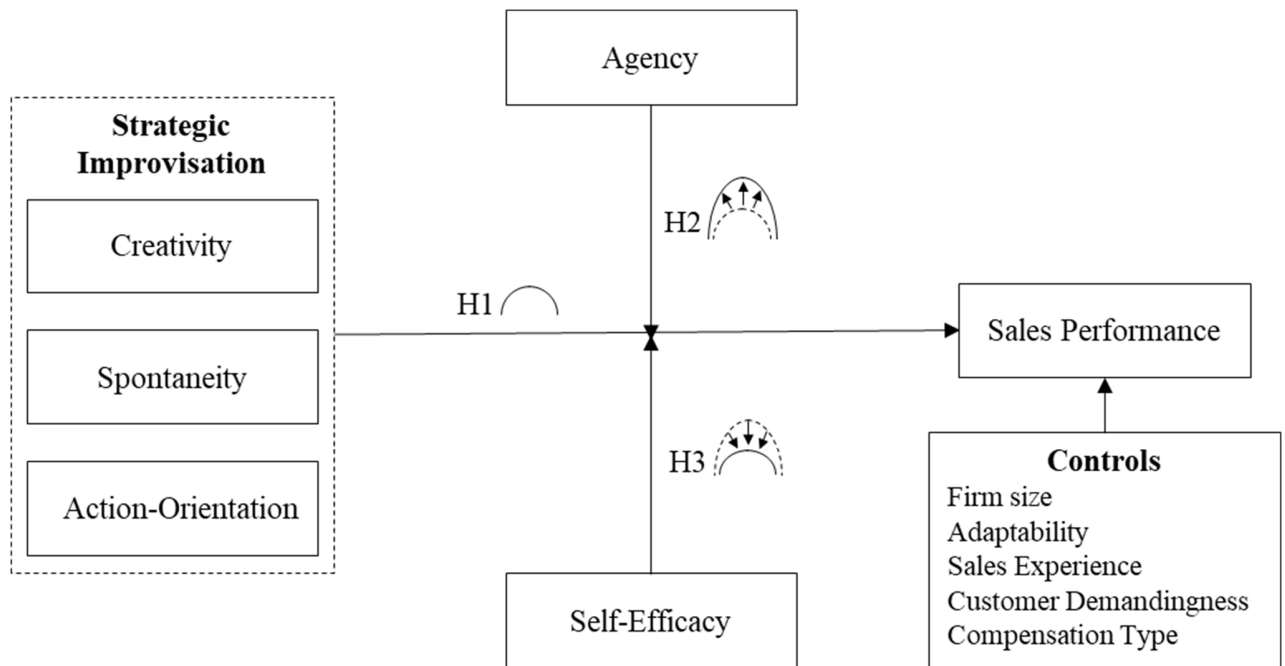 Agency
Strategic
Improvisation
Creativity
Spontaneity
Action-Orientation
H1
H2
H3
Sales Performance
Self-Efficacy
Controls
Firm size
Adaptability
Sales Experience
Customer Demandingness
Compensation Type